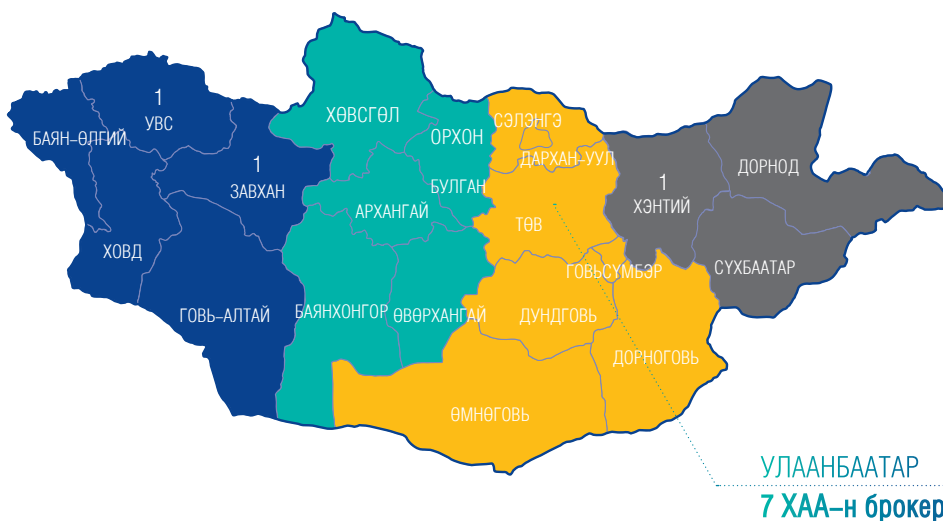 1
УВС
БАЯН-ӨЛГИЙ
1
ЗАВХАН
ХОВД
ГОВЬ-АЛТАЙ
ХӨВСГӨЛ
ОРХОН
БУЛГАН
АРХАНГАЙ
БАЯНХОНГОР
ӨВӨРХАНГАЙ
СЭЛЭНГЭ
ДАРХАН-УУЛ
ТӨВ
ГОВЬСҮМБЭР
ДУНДГОВЬ
ДОРНОГОВЬ
ӨМНӨГОВЬ
1
ХЭНТИЙ
ДОРНОД
СҮХБААТАР
УЛААНБААТАР
7 ХАА-н брокер